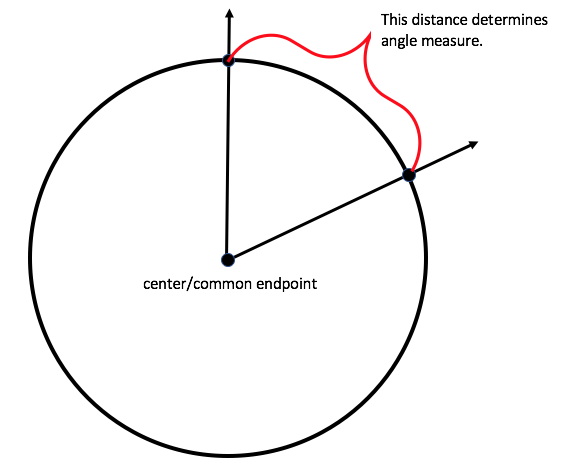 This distance determines
angle measure.
center/common endpoint